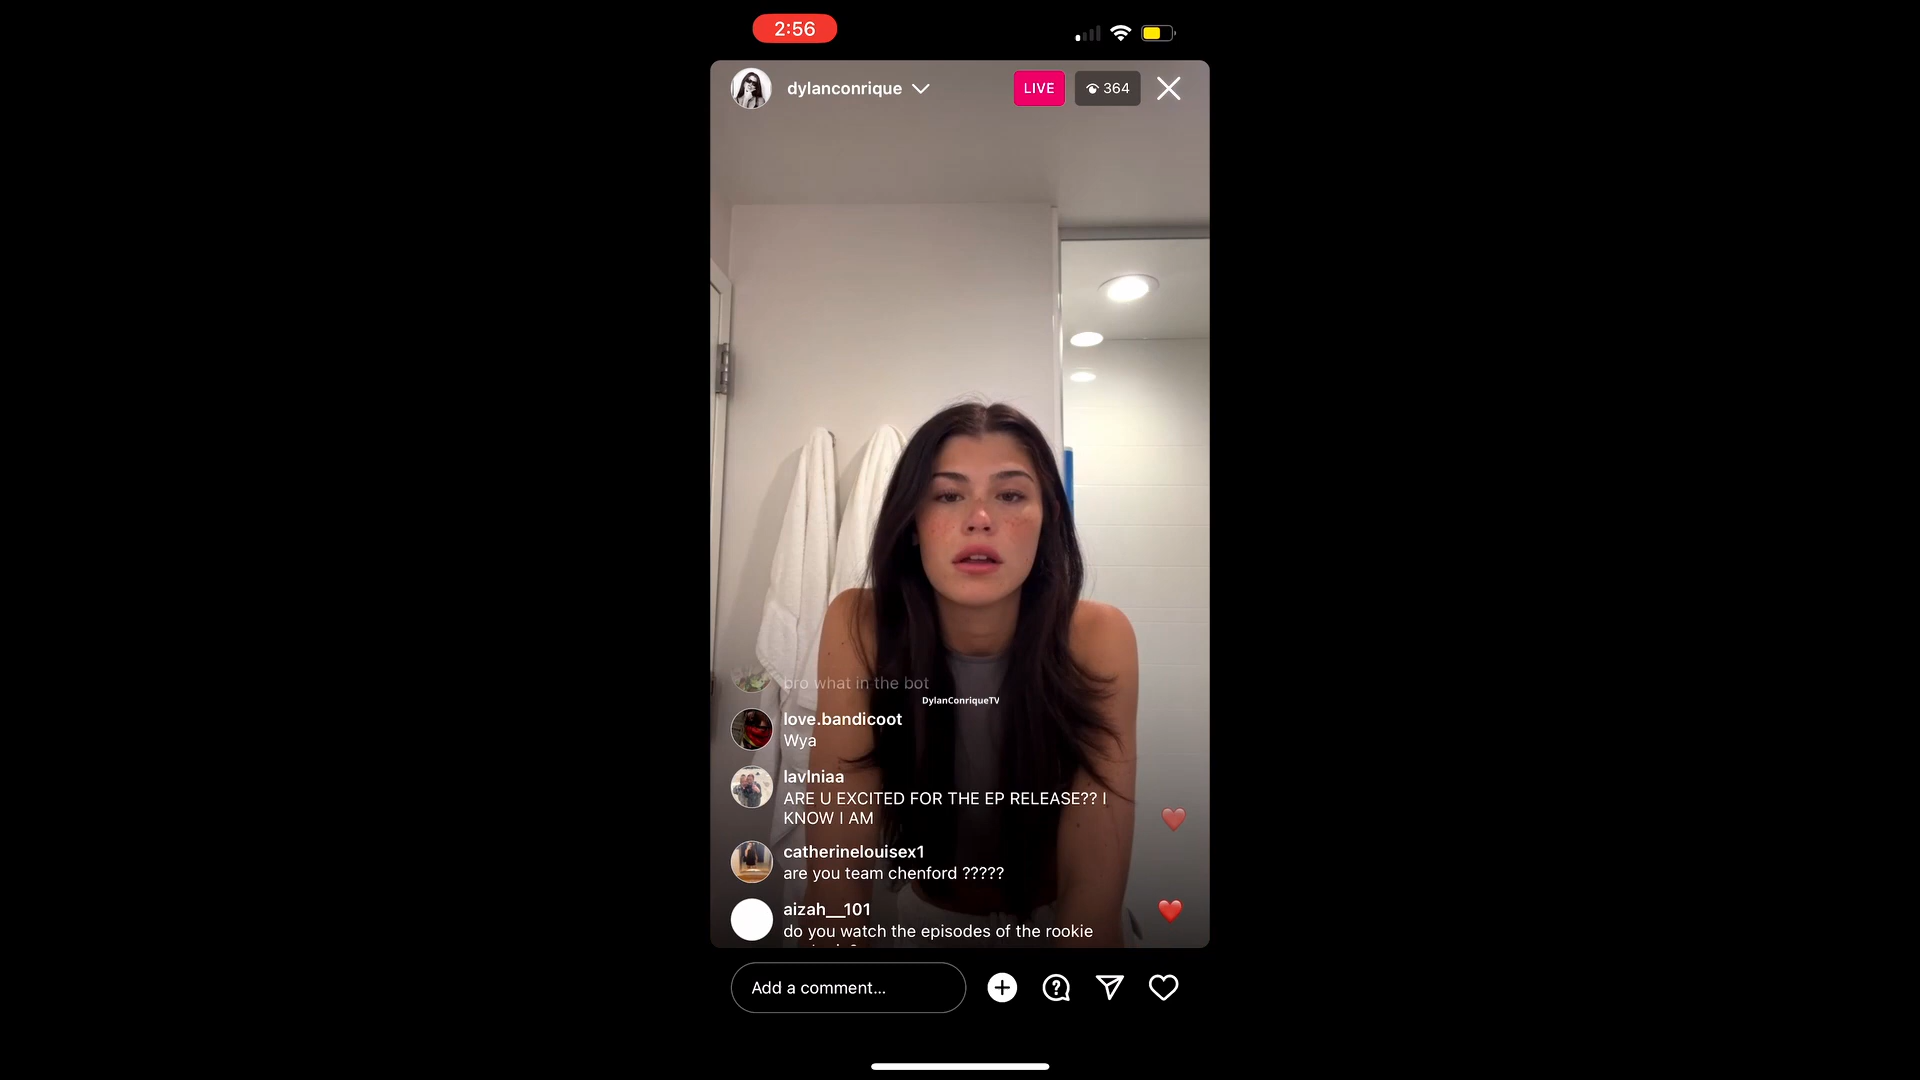 2:56
dylanconrique
LIVE
364
bro what in the bot
DylanConriqueTV
love.bandicoot
Wya
lavlniaa
ARE U EXCITED FOR THE EP RELEASE?? I
KNOW I AM
catherinelouisex1
are you team chenford ?????
aizah__101
do you watch the episodes of the rookie
Add a comment...